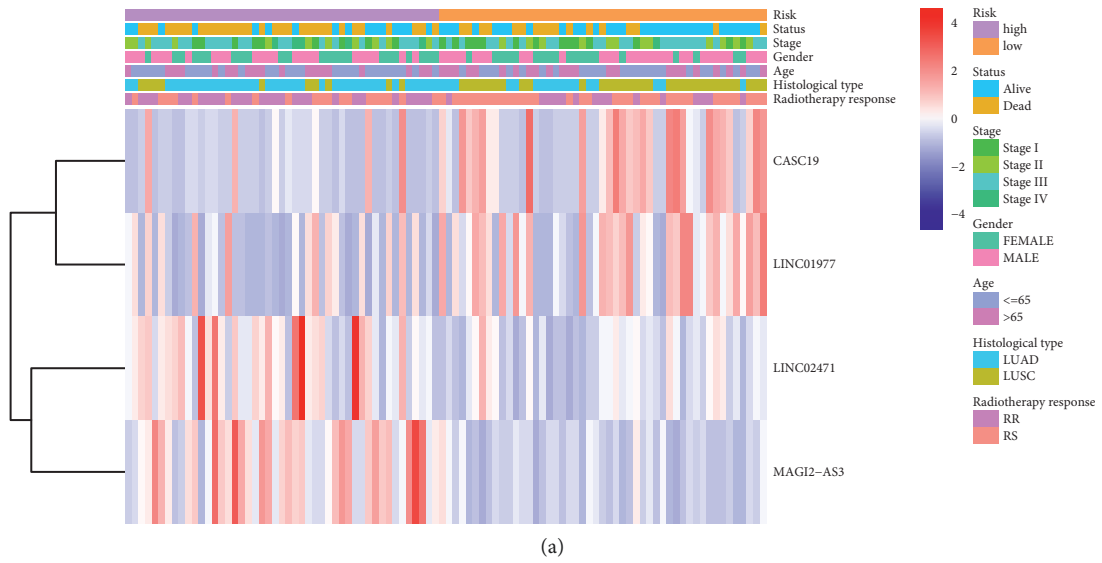 Risk
Status
Stage
Gender
Age
Histological type
Radiotherapy response
CASC19
LINC01977
LINC02471
MAGI2−AS3
4
2
0
−2
−4
Risk
high
low
Status
Alive
Dead
Stage
Stage I
Stage II
Stage III
Stage IV
Gender
FEMALE
MALE
Age
<=65
>65
Histological type
LUAD
LUSC
Radiotherapy response
RR
RS
(a)